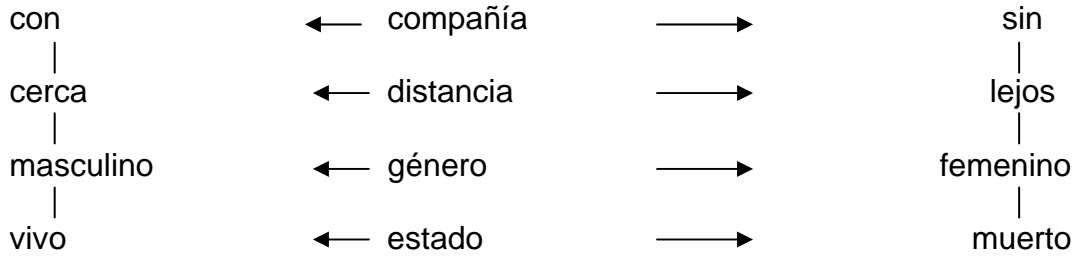 con compañía sin
cerca distancia lejos
masculino género femenino
vivo estado muerto